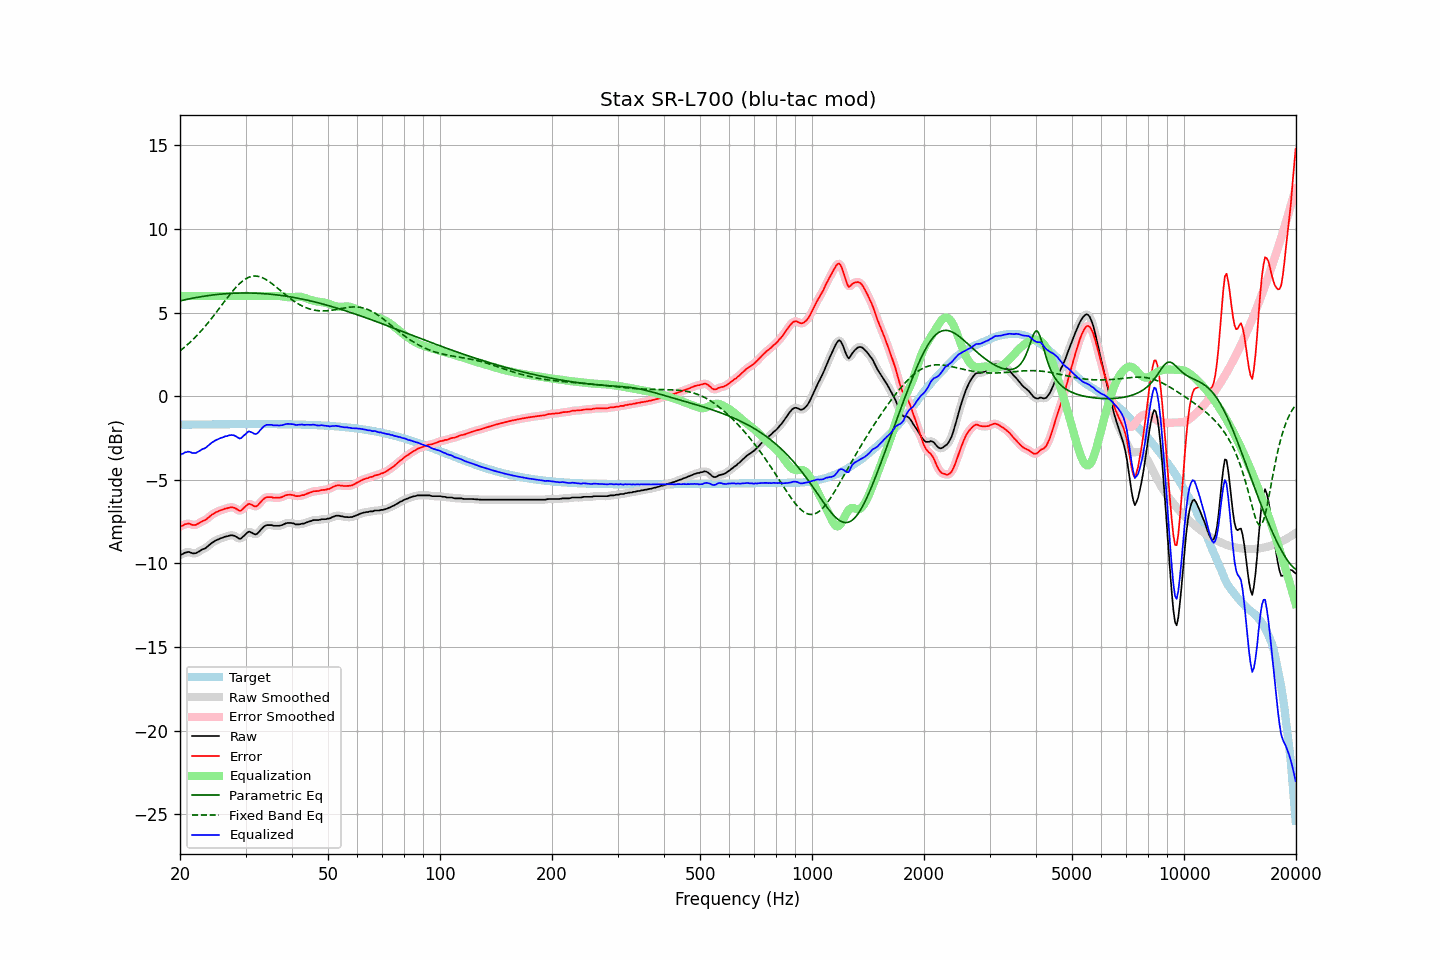 Stax SR-L700 (blu-tac mod)
Amplitude (dBr)
15
10
5
0
−5
−10
−15
−20
−25
Target
Raw Smoothed
Error Smoothed
Raw
Error
Equalization
Parametric Eq
Fixed Band Eq
Equalized
20 50 100 200 500 1000 2000 5000 10000 20000
Frequency (Hz)